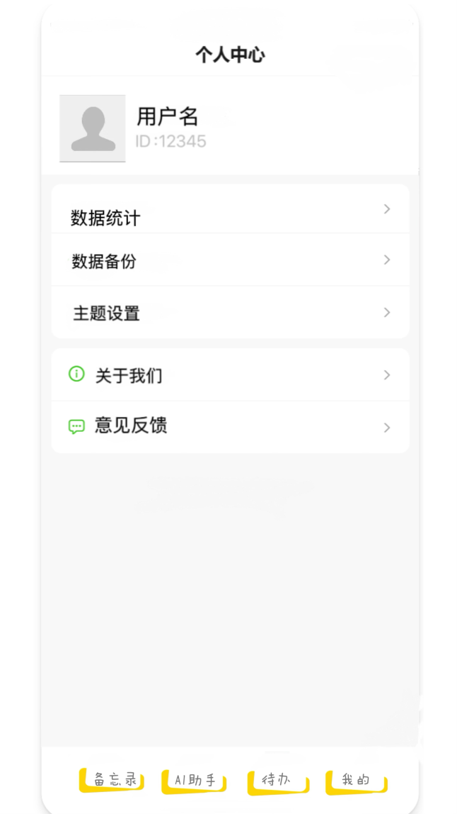 个人中心
用户名
ID:12345
数据统计
数据备份
主题设置
关于我们
意见反馈
备忘录 AI助手 待办 我的